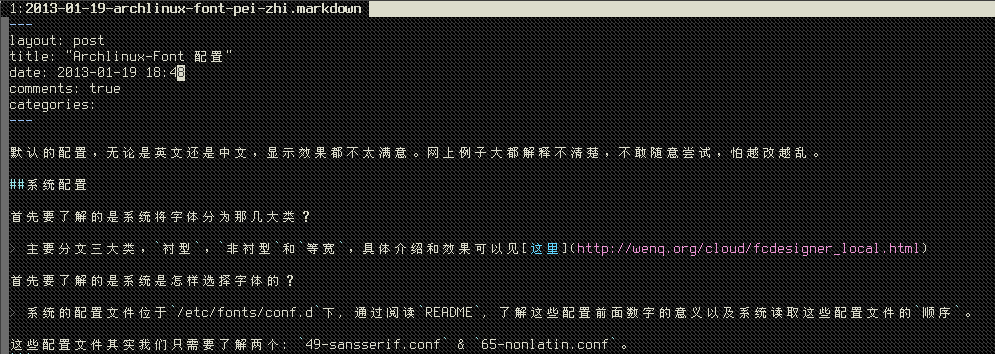 1:2013-01-19-archlinux-font-pei-zhi.markdown
---
layout: post
title: "Archlinux-Font 配置"
date: 2013-01-19 18:48
comments: true
categories:
---
默认的配置，无论是英文还是中文，显示效果都不太满意。网上例子大都解释不清楚，不敢随意尝试，怕越改越乱。
##系统配置
首先要了解的是系统将字体分为那几大类？
> 主要分文三大类，`衬型`，`非衬型`和`等宽`，具体介绍和效果可以见[这里](http://wenq.org/cloud/fcdesigner_local.html)
首先要了解的是系统是怎样选择字体的？
> 系统的配置文件位于`/etc/fonts/conf.d`下, 通过阅读`README`, 了解这些配置前面数字的意义以及系统读取这些配置文件的`顺序`。
这些配置文件其实我们只需要了解两个: `49-sansserif.conf` & `65-nonlatin.conf`。